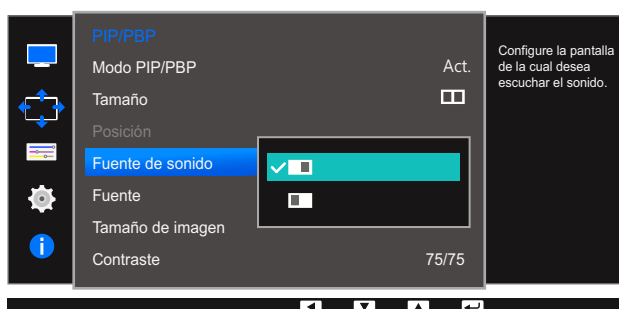 PIP/PBP
Modo PIP/PBP Act.
Tamaño
Posición
Fuente de sonido
Fuente
Tamaño de imagen
Contraste 75/75
Configure la pantalla
de la cual desea
escuchar el sonido.